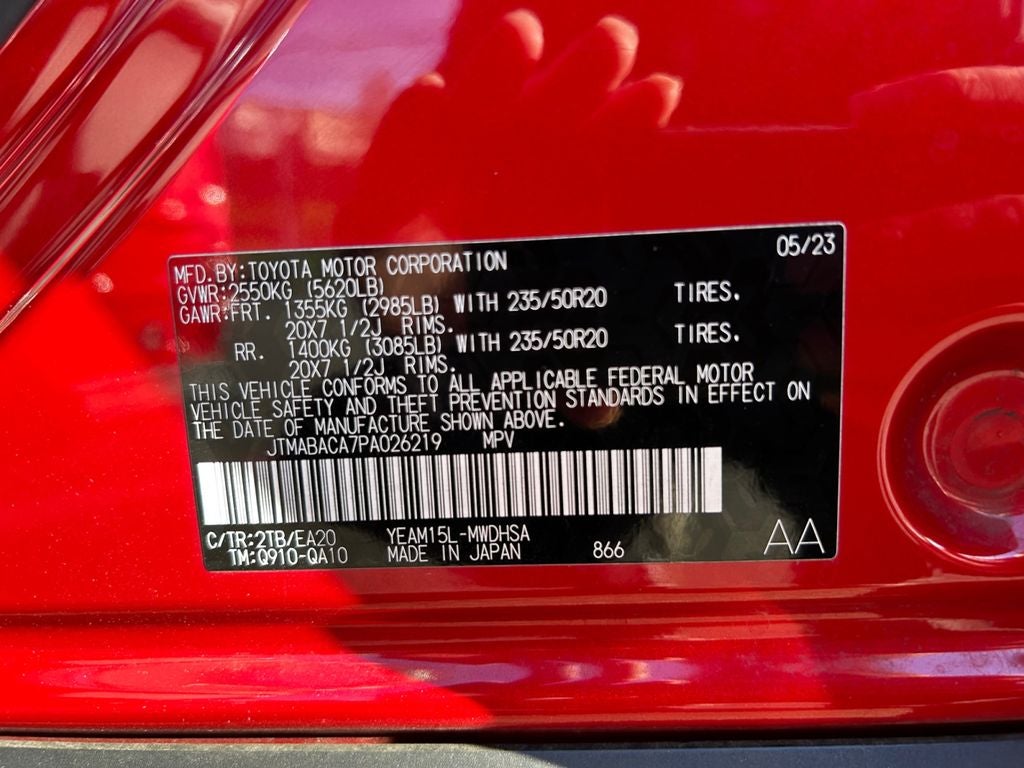 05/23
MFD. BY: TOYOTA MOTOR CORPORATION
GVWR: 2550KG (5620LB)
GAWR: FRT. 1355KG (2985LB) WITH 235/50R20 TIRES.
20X7 1/2J RIMS.
RR. 1400KG (3085LB) WITH 235/50R20 TIRES.
20X7 1/2J RIMS.
THIS VEHICLE CONFORMS TO ALL APPLICABLE FEDERAL MOTOR
VEHICLE SAFETY AND THEFT PREVENTION STANDARDS IN EFFECT ON
THE DATE OF MANUFACTURE SHOWN ABOVE.
JTMABACA7PA026219 MPV
C/TR: 2TB/EA20 YEAM15L-MWDHSA
TM: Q910-QA10 MADE IN JAPAN 866 AA